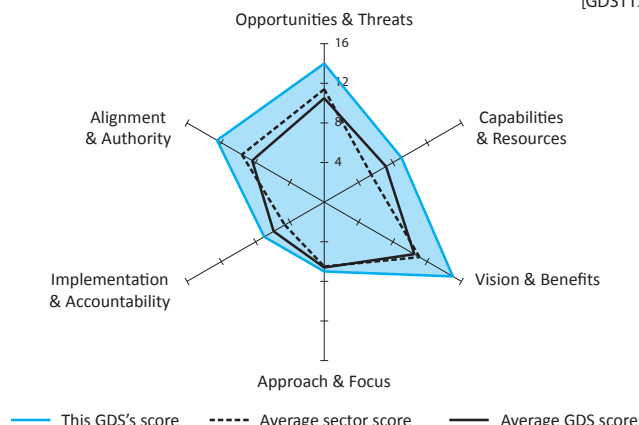 [GDS11
Opportunities & Threats
16
12
8
4
Alignment
& Authority
Capabilities
& Resources
Implementation
& Accountability
Vision & Benefits
Approach & Focus
This GDS's score
Average sector score
Average GDS score